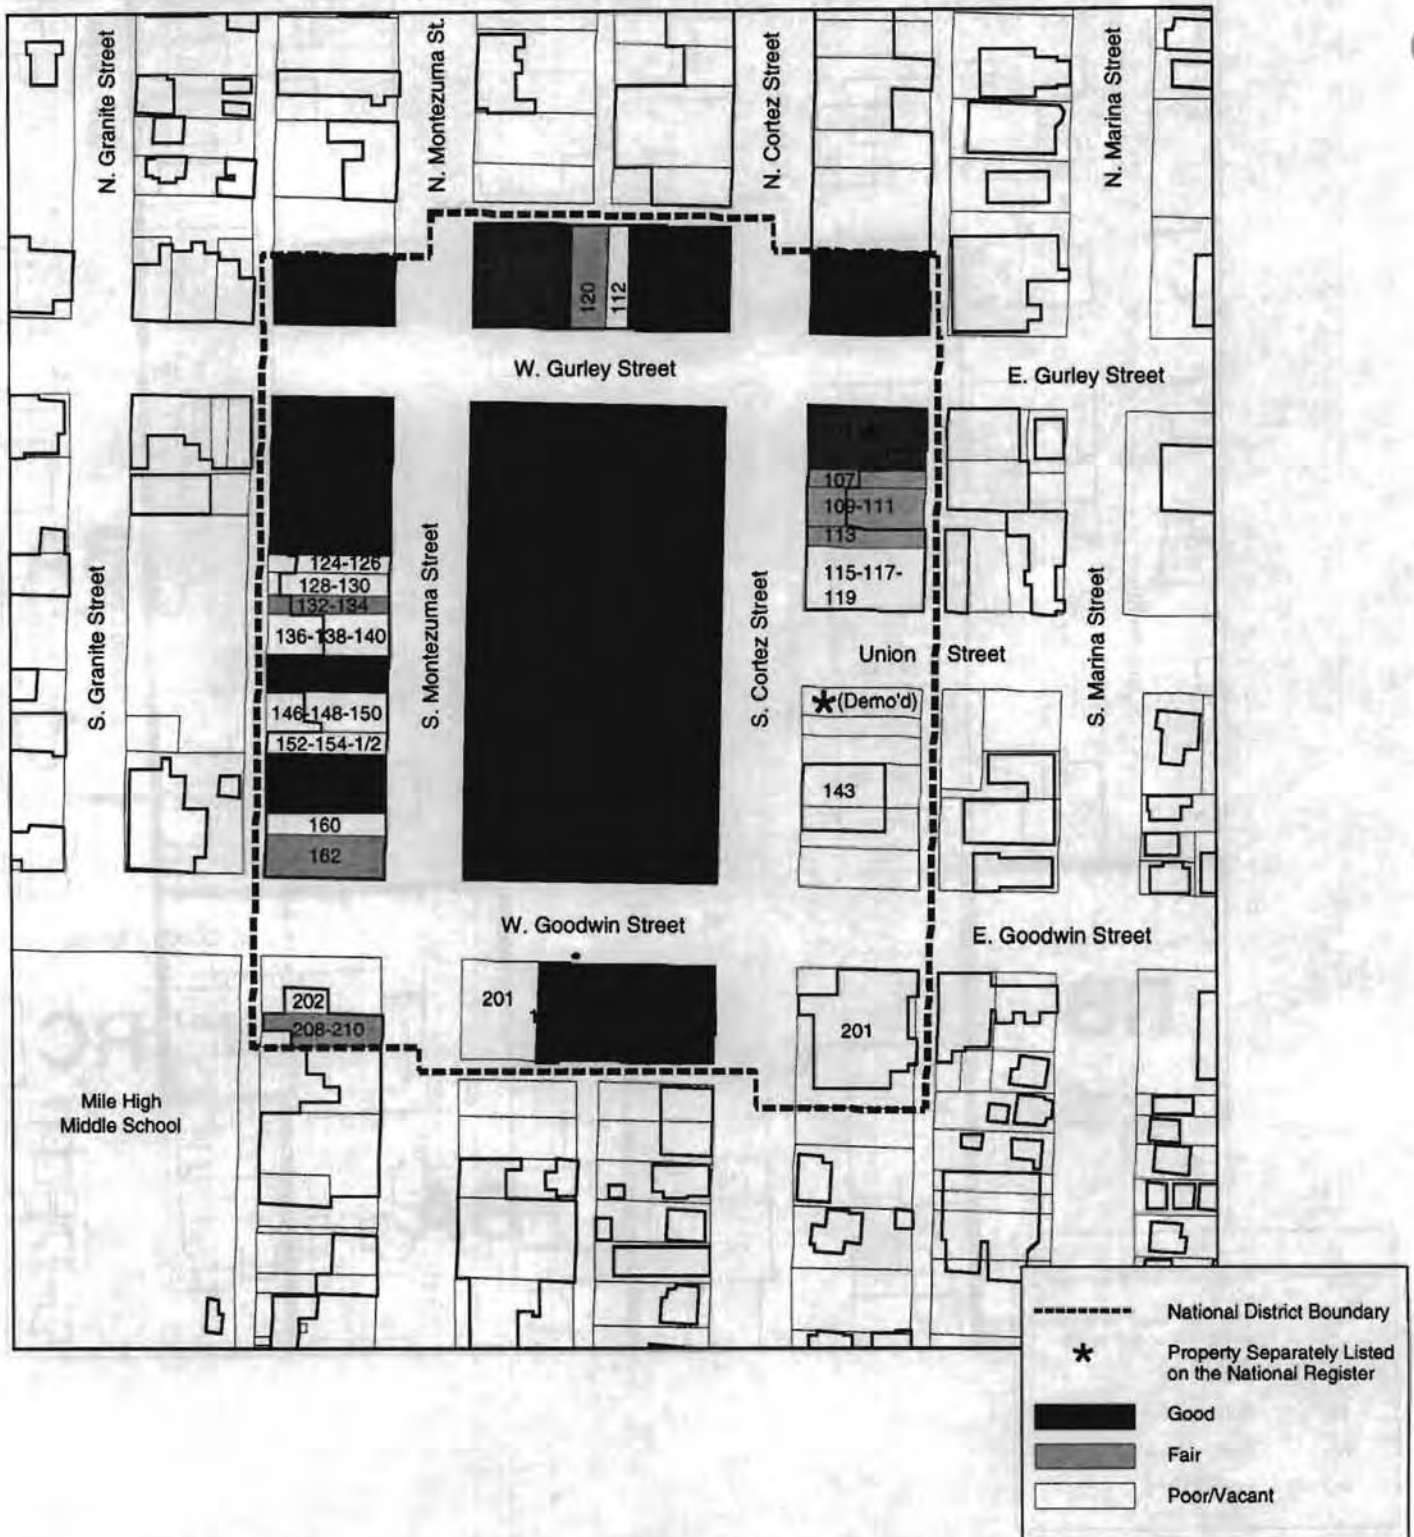 N. Granite Street
N. Montezuma St.
N. Cortez Street
N. Marina Street
120
112
W. Gurley Street
E. Gurley Street
107
109-111
113
115-117-
119
124-126
128-130
132-134
136-138-140
146-148-150
152-154-1/2
160
162
S. Granite Street
S. Montezuma Street
S. Cortez Street
S. Marina Street
Union Street
★(Demo'd)
143
W. Goodwin Street
E. Goodwin Street
202
208-210
201
201
Mile High
Middle School
National District Boundary
Property Separately Listed
on the National Register
Good
Fair
Poor/Vacant